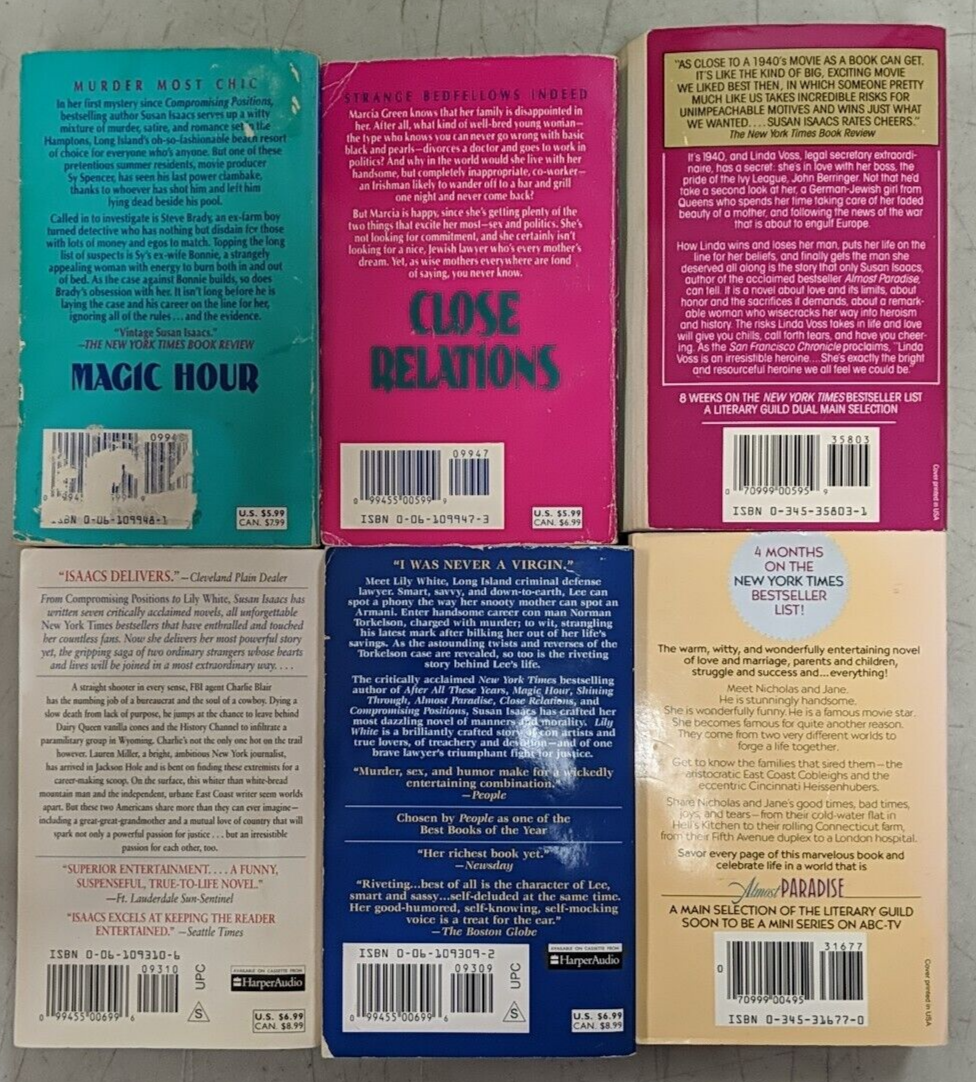 MURDER MOST CHIC
In her first mystery since Compromising Positions,
bestselling author Susan Isaacs serves up a witty
mixture of murder, satire, and romance set in the
Hamptons, Long Island's oh-so-fashionable beach resort
of choice for everyone who's anyone. But one of these
pretentious summer residents, movie producer
Sy Spencer, has seen his last power clambake,
thanks to whoever has shot him and left him
lying dead beside his pool.
Called in to investigate is Steve Brady, an ex-farm boy
turned detective who has nothing but disdain for those
with lots of money and egos to match. Topping the long
list of suspects is Sy's ex-wife Bonnie, a strangely
appealing woman with energy to burn both in and out
of bed. As the case against Bonnie builds, so does
Brady's obsession with her. It isn't long before he is
laying the case and his career on the line for her,
ignoring all of the rules...and the evidence.
"Vintage Susan Isaacs."
—THE NEW YORK TIMES BOOK REVIEW
MAGIC HOUR
ISBN 0-06-109948-1
U.S. $5.99
CAN. $7.99
STRANGE BEDFELLOWS INDEED
Marcia Green knows that her family is disappointed in
her. After all, what kind of well-bred young woman—
the type who knows you can never go wrong with basic
black and pearls—divorces a doctor and goes to work in
politics? And why in the world would she live with her
handsome, but completely inappropriate, co-worker—
an Irishman likely to wander off to a bar and grill
one night and never come back?
But Marcia is happy, since she's getting plenty of the
two things that excite her most—sex and politics. She's
not looking for commitment, and she certainly isn't
looking for a nice, Jewish lawyer who's every mother's
dream. Yet, as wise mothers everywhere are fond
of saying, you never know.
CLOSE
RELATIONS
09947
0 99455 00599 9
ISBN 0-06-109947-3
U.S. $5.99
CAN. $6.99
"AS CLOSE TO A 1940's MOVIE AS A BOOK CAN GET.
IT'S LIKE THE KIND OF BIG, EXCITING MOVIE
WE LIKED BEST THEN, IN WHICH SOMEONE PRETTY
MUCH LIKE US TAKES INCREDIBLE RISKS FOR
UNIMPEACHABLE MOTIVES AND WINS JUST WHAT
WE WANTED....SUSAN ISAACS RATES CHEERS."
The New York Times Book Review
It's 1940, and Linda Voss, legal secretary extraordi-
naire, has a secret: she's in love with her boss, the
pride of the Ivy League, John Berringer. Not that he'd
take a second look at her, a German-Jewish girl from
Queens who spends her time taking care of her faded
beauty of a mother, and following the news of the war
that is about to engulf Europe.
How Linda wins and loses her man, puts her life on the
line for her beliefs, and finally gets the man she
deserved all along is the story that only Susan Isaacs,
author of the acclaimed bestseller Almost Paradise,
can tell. It is a novel about love and its limits, about
honor and the sacrifices it demands, about a remark-
able woman who wisecracks her way into heroism
and history. The risks Linda Voss takes in life and love
will give you chills, call forth tears, and have you cheer-
ing. As the San Francisco Chronicle proclaims, "Linda
Voss is an irresistible heroine....She's exactly the bright
and resourceful heroine we all feel we could be."
8 WEEKS ON THE NEW YORK TIMES BESTSELLER LIST
A LITERARY GUILD DUAL MAIN SELECTION
35803
0 70999 00595 9
ISBN 0-345-35803-1
Cover printed in USA
"ISAACS DELIVERS."—Cleveland Plain Dealer
From Compromising Positions to Lily White, Susan Isaacs has
written seven critically acclaimed novels, all unforgettable
New York Times bestsellers that have enthralled and touched
her countless fans. Now she delivers her most powerful story
yet, the gripping saga of two ordinary strangers whose hearts
and lives will be joined in a most extraordinary way. . . .
A straight shooter in every sense, FBI agent Charlie Blair
has the numbing job of a bureaucrat and the soul of a cowboy. Dying a
slow death from lack of purpose, he jumps at the chance to leave behind
Dairy Queen vanilla cones and the History Channel to infiltrate a
paramilitary group in Wyoming. Charlie's not the only one hot on the trail
however. Lauren Miller, a bright, ambitious New York journalist,
has arrived in Jackson Hole and is bent on finding these extremists for a
career-making scoop. On the surface, this whiter than white-bread
mountain man and the independent, urbane East Coast writer seem worlds
apart. But these two Americans share more than they can ever imagine—
including a great-great-grandmother and a mutual love of country that will
spark not only a powerful passion for justice . . . but an irresistible
passion for each other, too.
"SUPERIOR ENTERTAINMENT. . . . A FUNNY,
SUSPENSEFUL, TRUE-TO-LIFE NOVEL."
—Ft. Lauderdale Sun-Sentinel
"ISAACS EXCELS AT KEEPING THE READER
ENTERTAINED." —Seattle Times
ISBN 0-06-109310-6
09310
0 99455 00699 6
UPC
S
AVAILABLE ON CASSETTE FROM
HarperAudio
U.S. $6.99
CAN. $8.99
"I WAS NEVER A VIRGIN."
Meet Lily White, Long Island criminal defense
lawyer. Smart, savvy, and down-to-earth, Lee can
spot a phony the way her snooty mother can spot an
Armani. Enter handsome career con man Norman
Torkelson, charged with murder; to wit, strangling
his latest mark after bilking her out of her life's
savings. As the astounding twists and reverses of the
Torkelson case are revealed, so too is the riveting
story behind Lee's life.
The critically acclaimed New York Times bestselling
author of After All These Years, Magic Hour, Shining
Through, Almost Paradise, Close Relations, and
Compromising Positions, Susan Isaacs has crafted her
most dazzling novel of manners and morality. Lily
White is a brilliantly crafted story of con artists and
true lovers, of treachery and devotion—and of one
brave lawyer's triumphant fight for justice.
"Murder, sex, and humor make for a wickedly
entertaining combination."
—People
Chosen by People as one of the
Best Books of the Year
"Her richest book yet."
—Newsday
"Riveting...best of all is the character of Lee,
smart and sassy...self-deluded at the same time.
Her good-humored, self-knowing, self-mocking
voice is a treat for the ear."
—The Boston Globe
ISBN 0-06-109309-2
09309
0 99455 00699 6
UPC
S
AVAILABLE ON CASSETTE FROM
HarperAudio
U.S. $6.99
CAN. $8.99
4 MONTHS
ON THE
NEW YORK TIMES
BESTSELLER
LIST!
The warm, witty, and wonderfully entertaining novel
of love and marriage, parents and children,
struggle and success—and...everything!
Meet Nicholas and Jane.
He is stunningly handsome.
She is wonderfully funny. He is a famous movie star.
She becomes famous for quite another reason.
They come from two very different worlds to
forge a life together.
Get to know the families that sired them—the
aristocratic East Coast Cobleighs and the
eccentric Cincinnati Heissenhubers.
Share Nicholas and Jane's good times, bad times,
joys, and tears—from their cold-water flat in
Hell's Kitchen to their rolling Connecticut farm,
from their Fifth Avenue duplex to a London hospital.
Savor every page of this marvelous book and
celebrate life in a world that is
Almost PARADISE
A MAIN SELECTION OF THE LITERARY GUILD
SOON TO BE A MINI SERIES ON ABC-TV
31677
0 70999 00495
ISBN 0-345-31677-0
Cover printed in USA